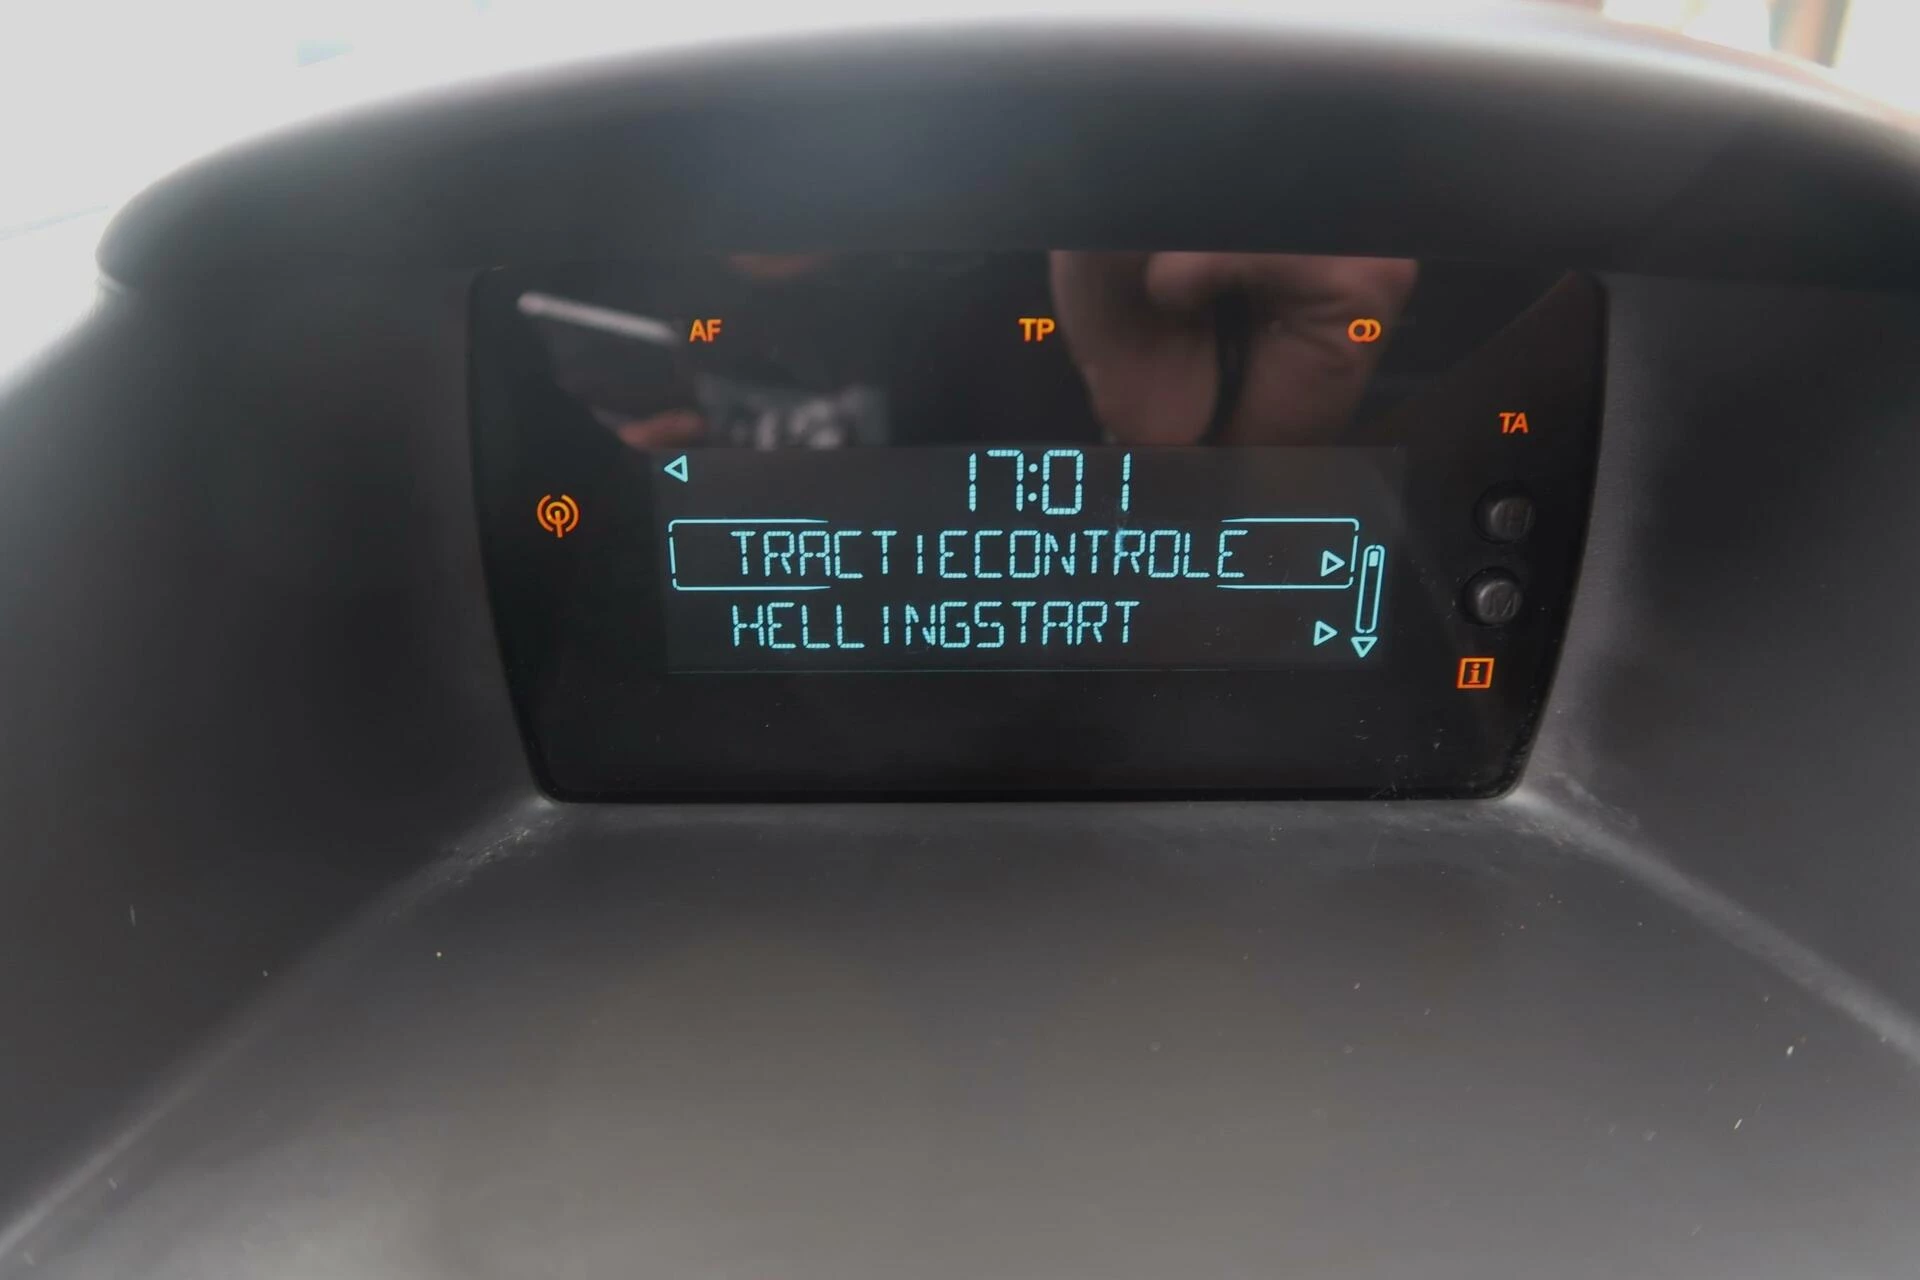 AF TP
TA
17:01
TRACTIECONTROLE
HELLINGSTART
H
M
i